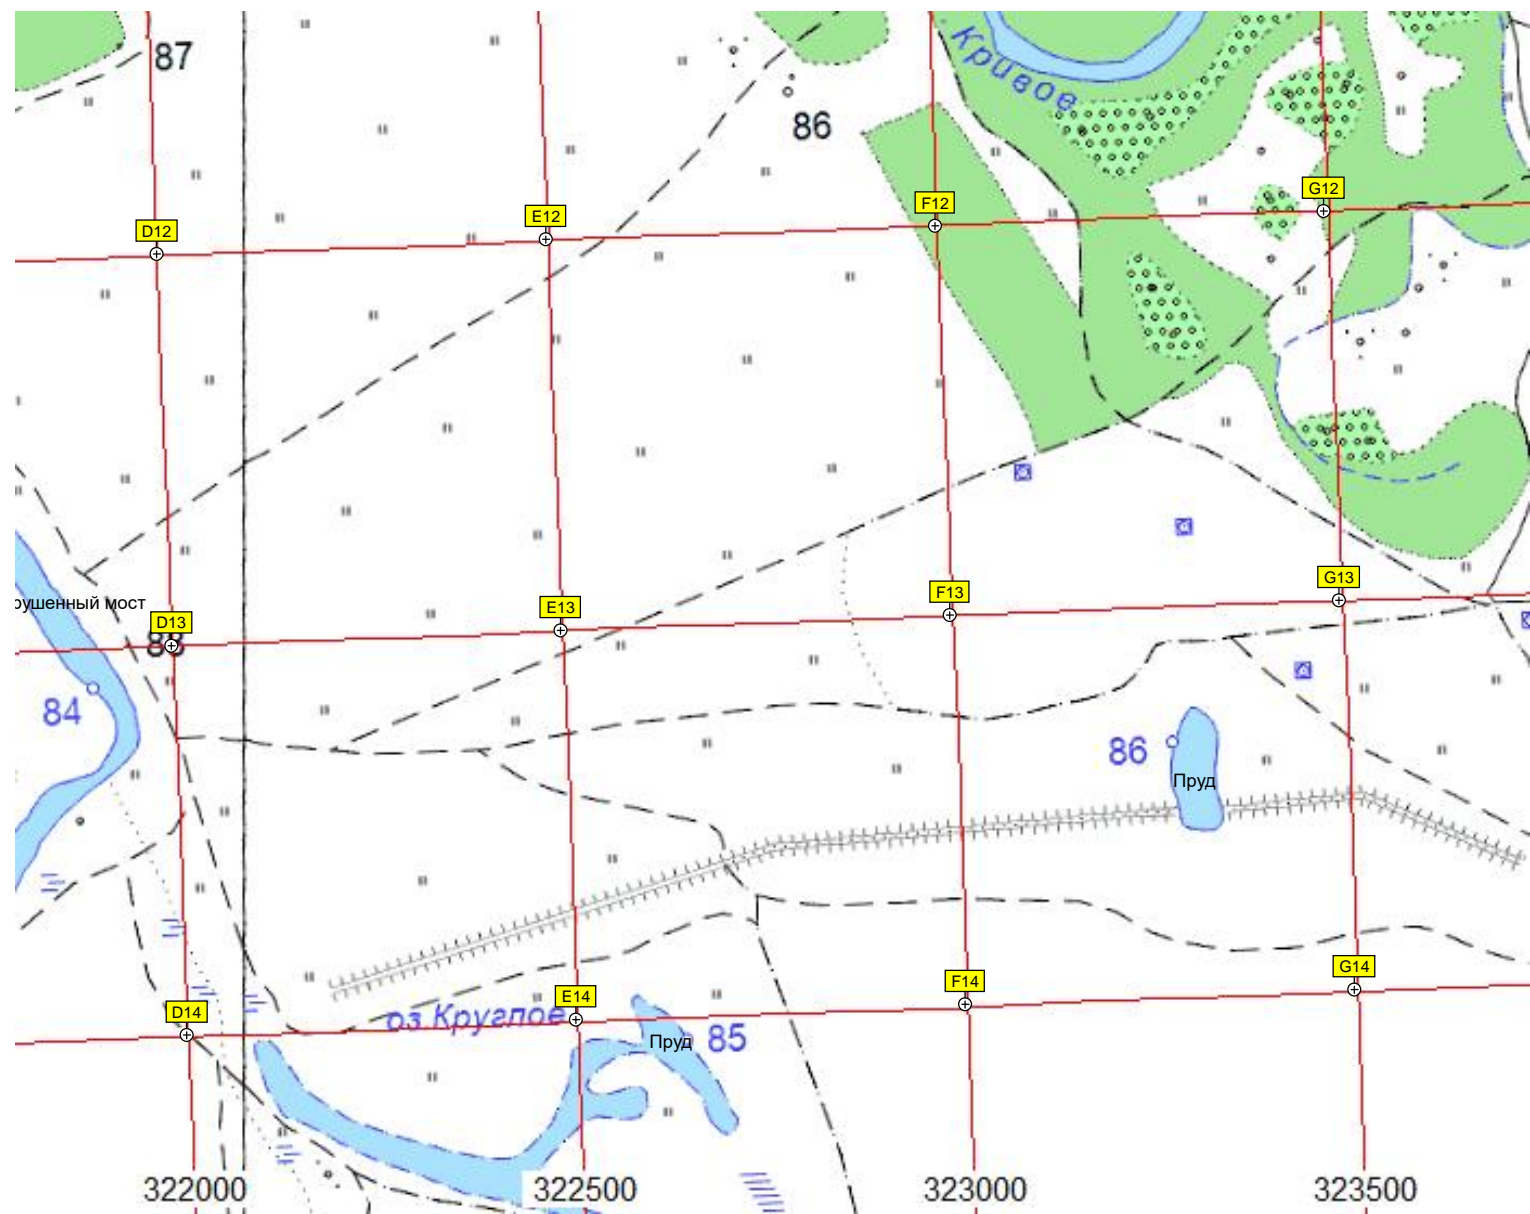 87
Кривое
86
D12
E12
F12
G12
рушенный мост
D13
E13
F13
G13
88
84
86
Пруд
D14
E14
F14
G14
оз.Круглое
Пруд
85
322000
322500
323000
323500